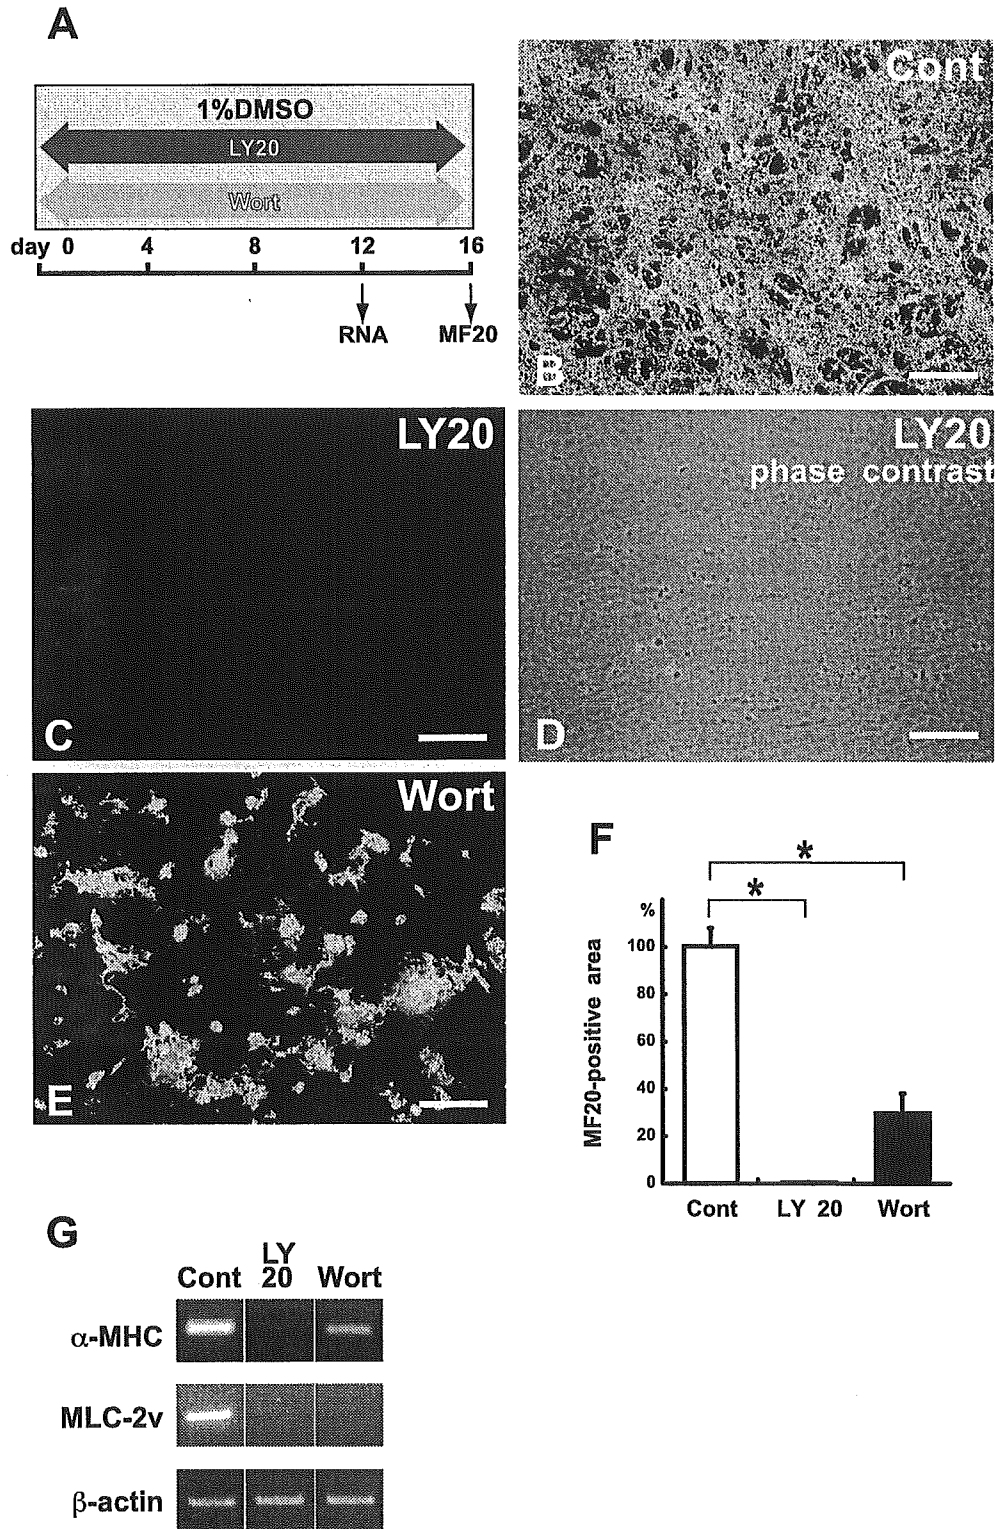 A
1%DMSO
LY20
Wort
day 0 4 8 12 16
RNA MF20
Cont
B
LY20
C
LY20
phase contrast
D
Wort
E
F
*
*
%
100
80
60
40
20
0
MF20-positive area
Cont LY 20 Wort
G
LY
Cont 20 Wort
α-MHC
MLC-2v
β-actin